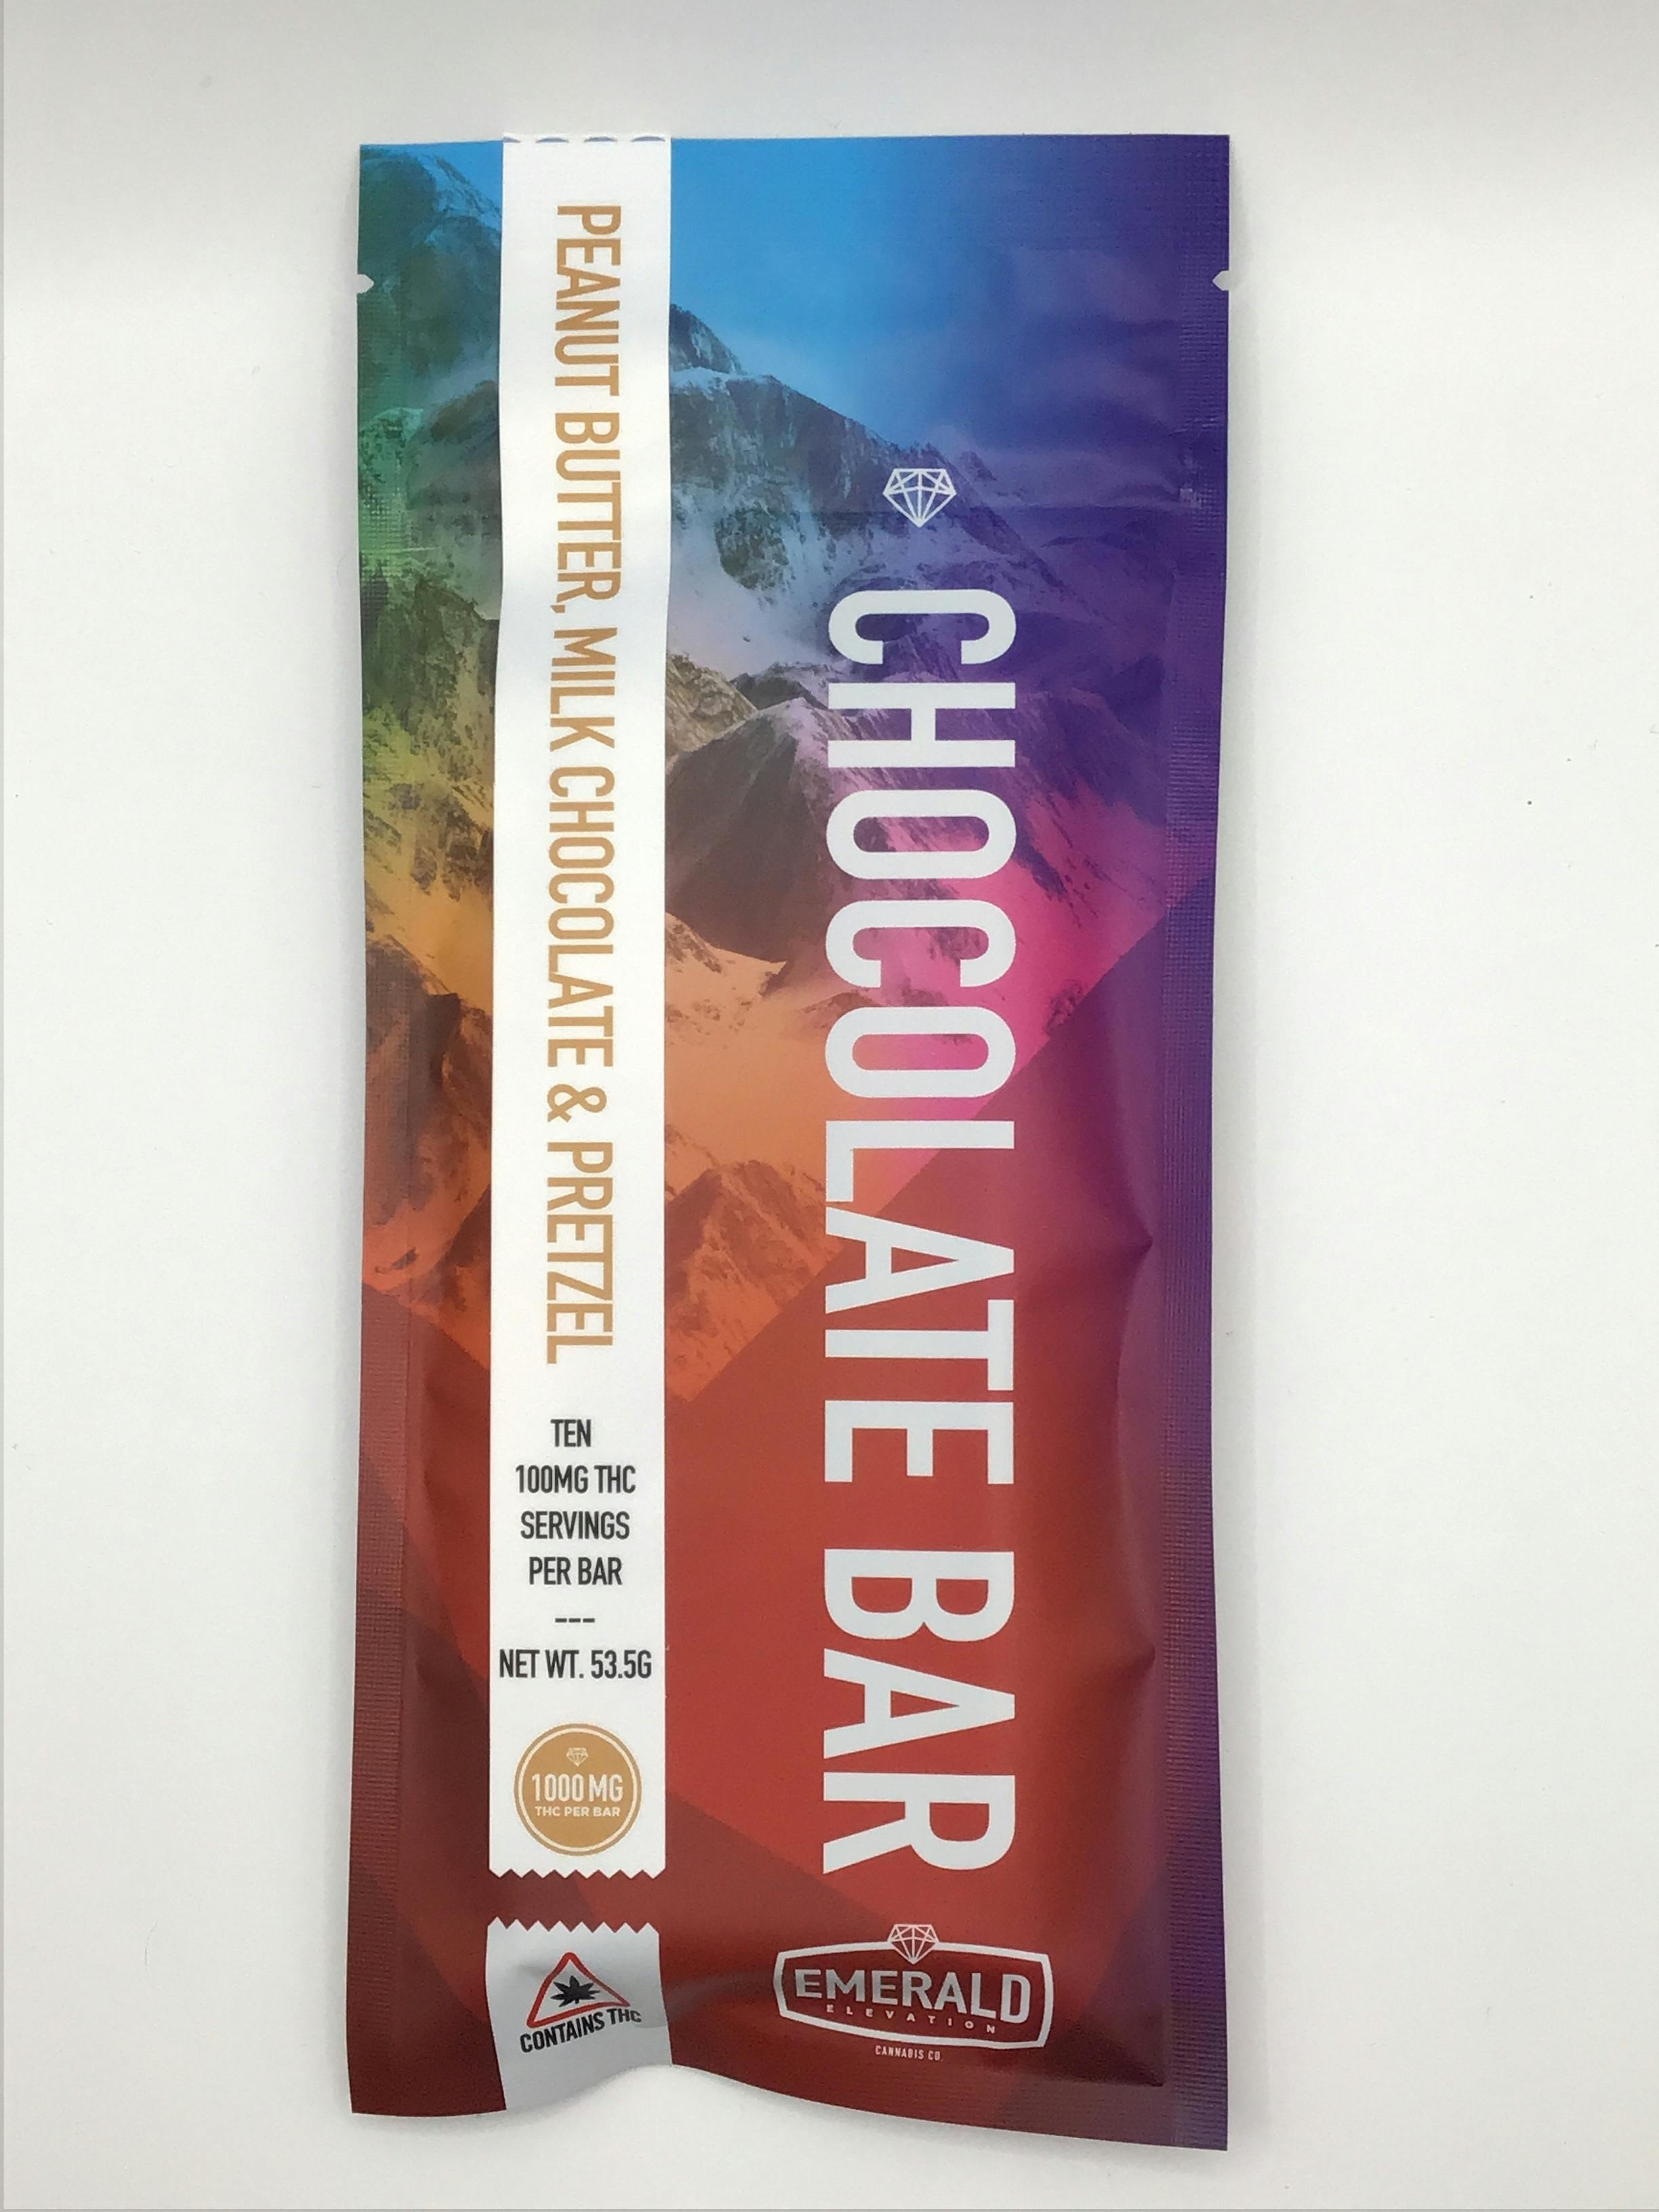 CHOCOLATE BAR
PEANUT BUTTER, MILK CHOCOLATE & PRETZEL
TEN
100MG THC
SERVINGS
PER BAR
---
NET WT. 53.5G
1000 MG
THC PER BAR
CONTAINS THC
EMERALD
ELEVATION
CANNABIS CO.